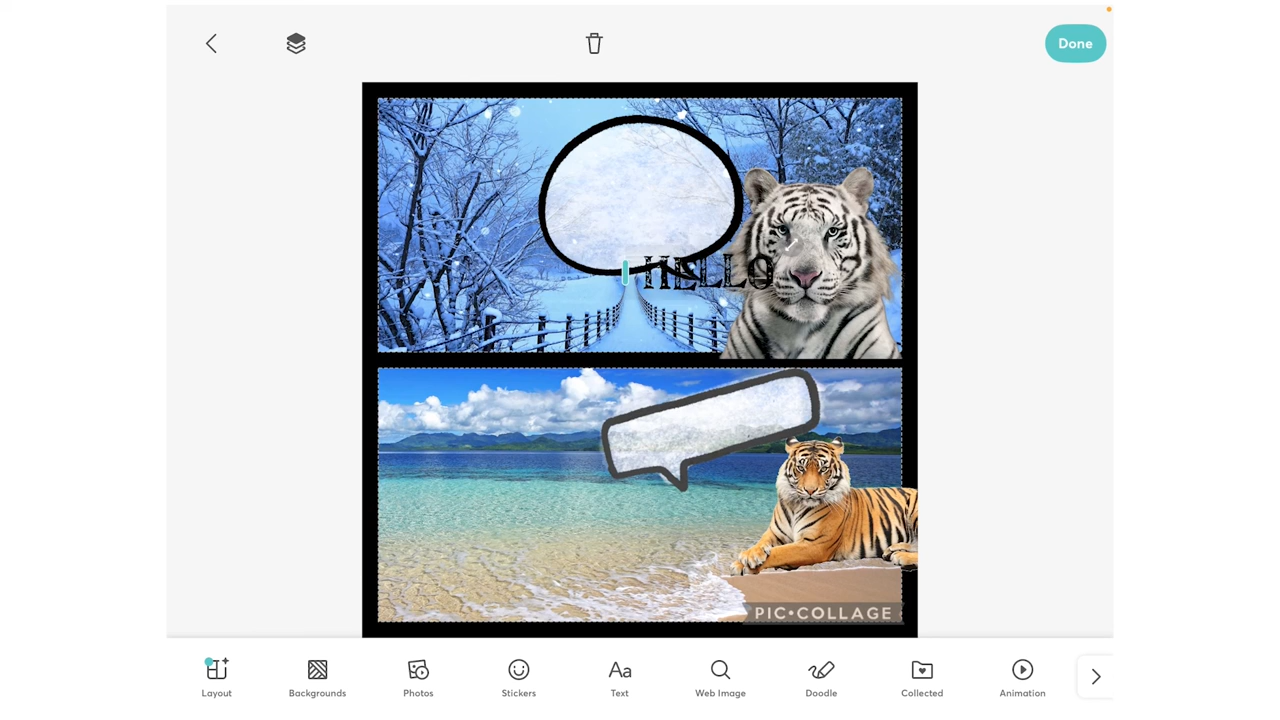 Done
HELLO
PIC•COLLAGE
Layout
Backgrounds
Photos
Stickers
Aa
Text
Web Image
Doodle
Collected
Animation